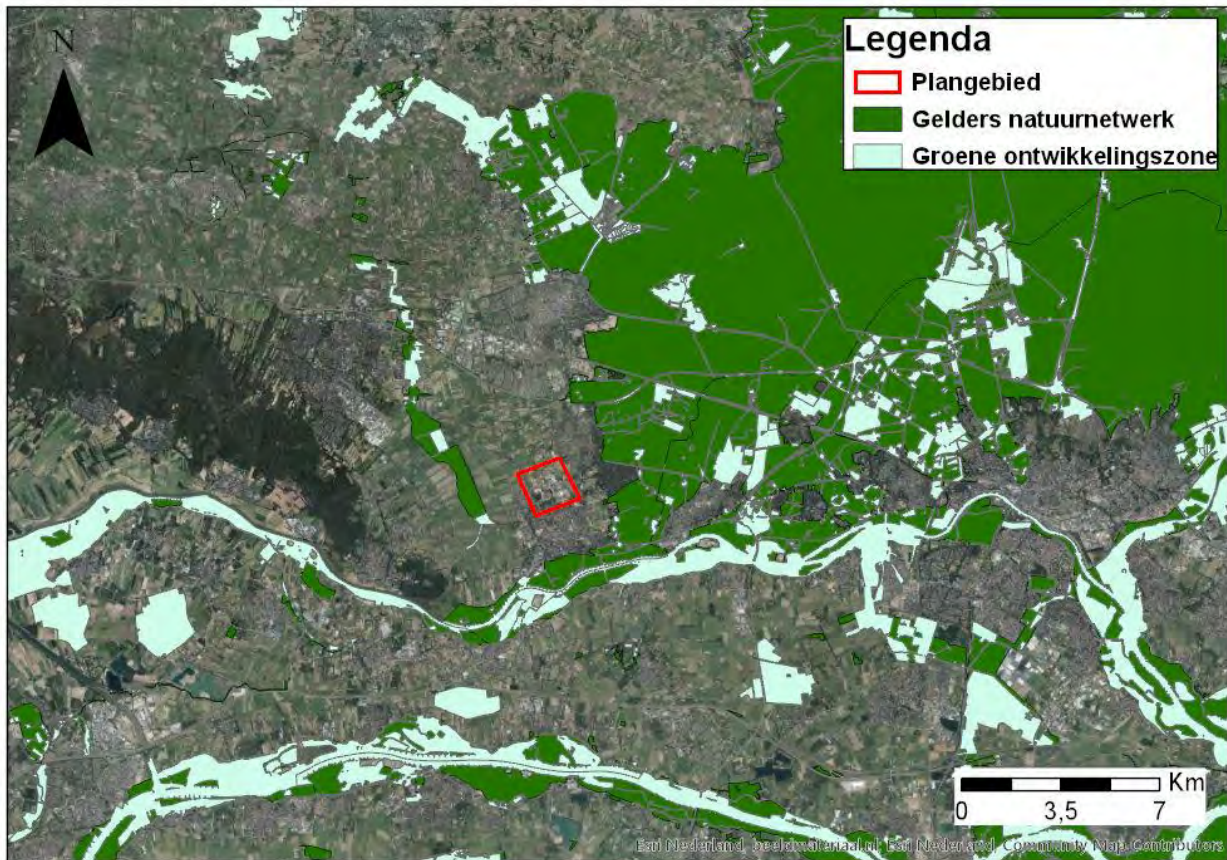 N
Legenda
Plangebied
Gelders natuurnetwerk
Groene ontwikkelingszone
Km
0 3,5 7
Esri Nederland, beeldmateriaal.nl, Esri Nederland, Community Map Contributors